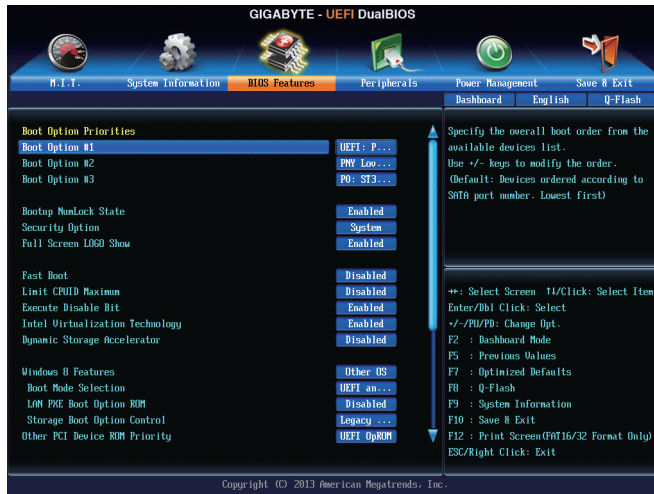 GIGABYTE - UEFI DualBIOS
M.I.T.
System Information
BIOS Features
Peripherals
Power Management
Save & Exit
Dashboard
English
Q-Flash
Boot Option Priorities
Boot Option #1 UEFI: P...
Boot Option #2 PNY Lov...
Boot Option #3 P0: ST3...
Bootup NumLock State Enabled
Security Option System
Full Screen LOGO Show Enabled
Fast Boot Disabled
Limit CPUID Maximum Disabled
Execute Disable Bit Enabled
Intel Virtualization Technology Enabled
Dynamic Storage Accelerator Disabled
Windows 8 Features Other OS
Boot Mode Selection UEFI an...
LAN PXE Boot Option ROM Disabled
Storage Boot Option Control Legacy ...
Other PCI Device ROM Priority UEFI OpROM
Specify the overall boot order from the
available devices list.
Use +/- keys to modify the order.
(Default: Devices ordered according to
SATA port number. Lowest first)
↔: Select Screen ↑↓/Click: Select Item
Enter/Dbl Click: Select
+/-/PU/PD: Change Opt.
F2 : Dashboard Mode
F5 : Previous Values
F7 : Optimized Defaults
F8 : Q-Flash
F9 : System Information
F10 : Save & Exit
F12 : Print Screen(FAT16/32 Format Only)
ESC/Right Click: Exit
Copyright (C) 2013 American Megatrends, Inc.